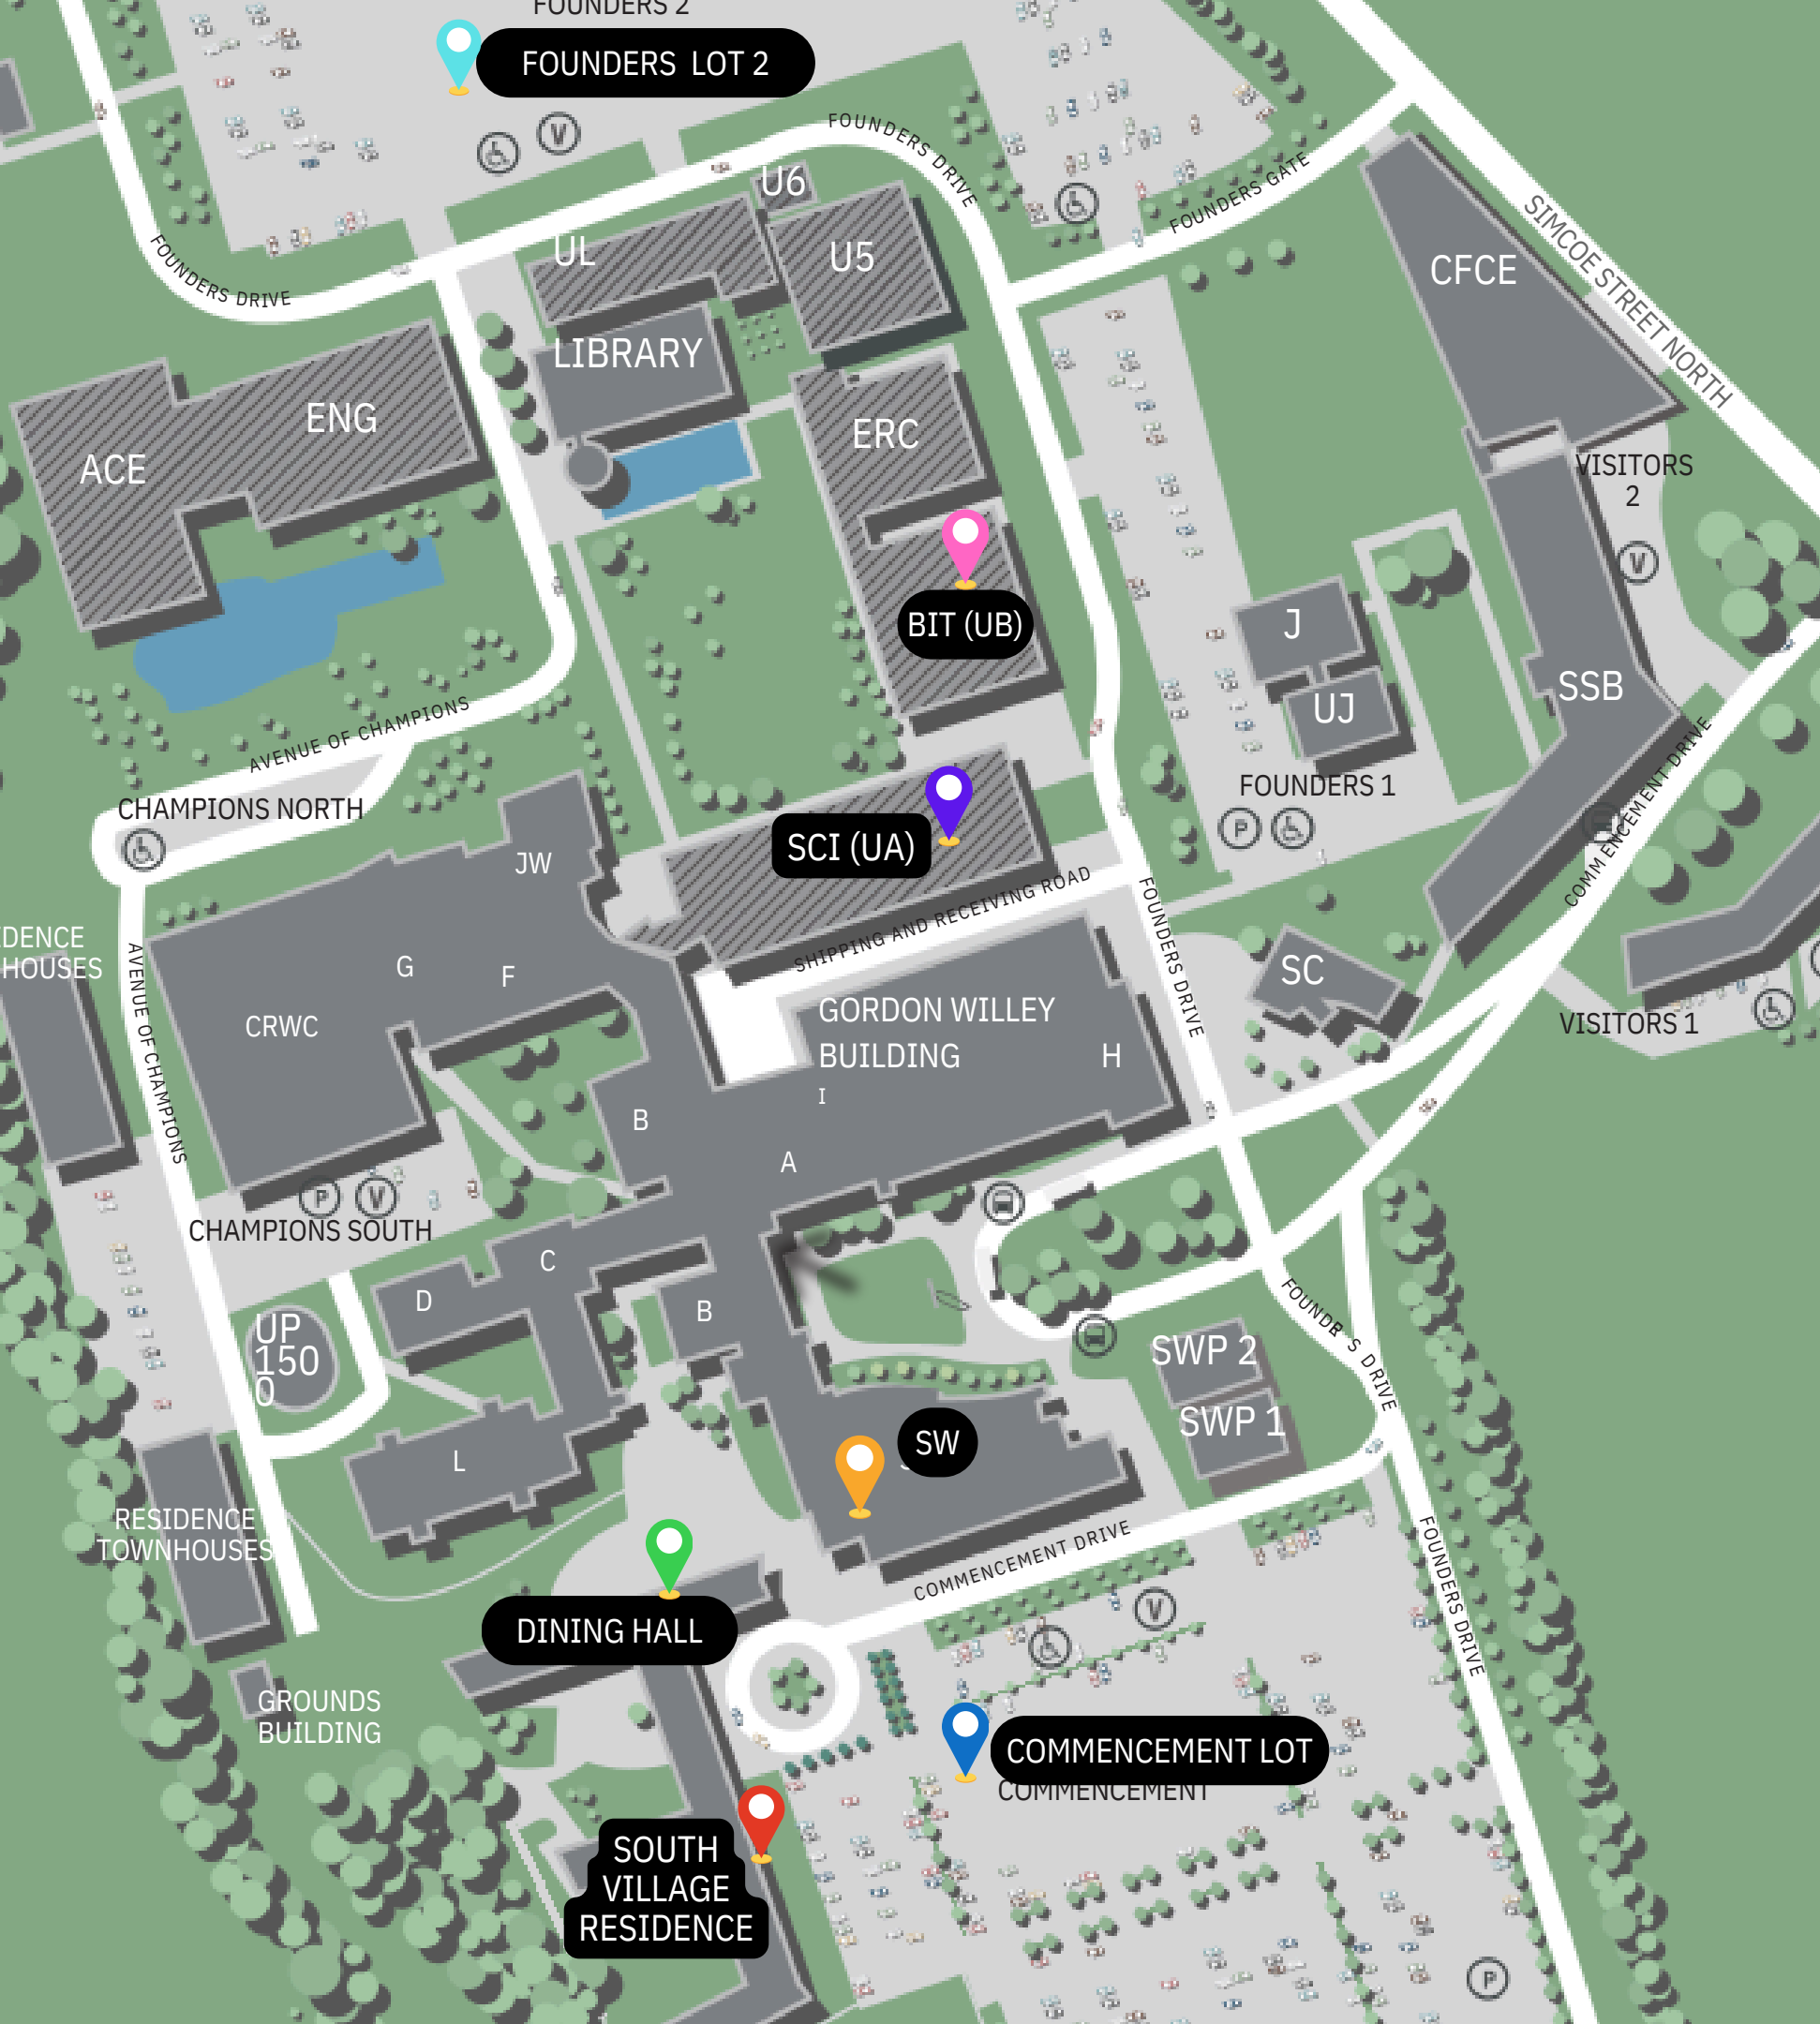 FOUNDERS 2
FOUNDERS LOT 2
V
FOUNDERS DRIVE
FOUNDERS GATE
SIMCOE STREET NORTH
U6
UL
U5
FOUNDERS DRIVE
CFCE
LIBRARY
ENG
ACE
ERC
VISITORS
2
V
BIT (UB)
J
UJ
SSB
AVENUE OF CHAMPIONS
CHAMPIONS NORTH
FOUNDERS 1
P
COMMENCEMENT DRIVE
SCI (UA)
JW
SHIPPING AND RECEIVING ROAD
FOUNDERS DRIVE
IDENCE
HOUSES
AVENUE OF CHAMPIONS
G
F
CRWC
GORDON WILLEY
BUILDING
H
I
SC
VISITORS 1
B
A
P
V
CHAMPIONS SOUTH
C
D
B
UP
150
0
FOUNDERS DRIVE
SWP 2
SWP 1
SW
L
RESIDENCE
TOWNHOUSES
COMMENCEMENT DRIVE
FOUNDERS DRIVE
DINING HALL
V
GROUNDS
BUILDING
COMMENCEMENT LOT
COMMENCEMENT
SOUTH
VILLAGE
RESIDENCE
P